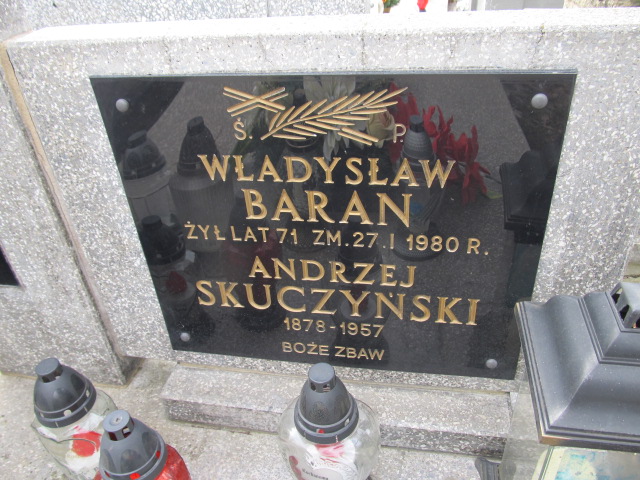 Ś. P
WŁADYSŁAW
BARAN
ŻYŁ LAT 71 ZM. 27. I 1980 R.
ANDRZEJ
SKUCZYŃSKI
1878-1957
BOŻE ZBAW